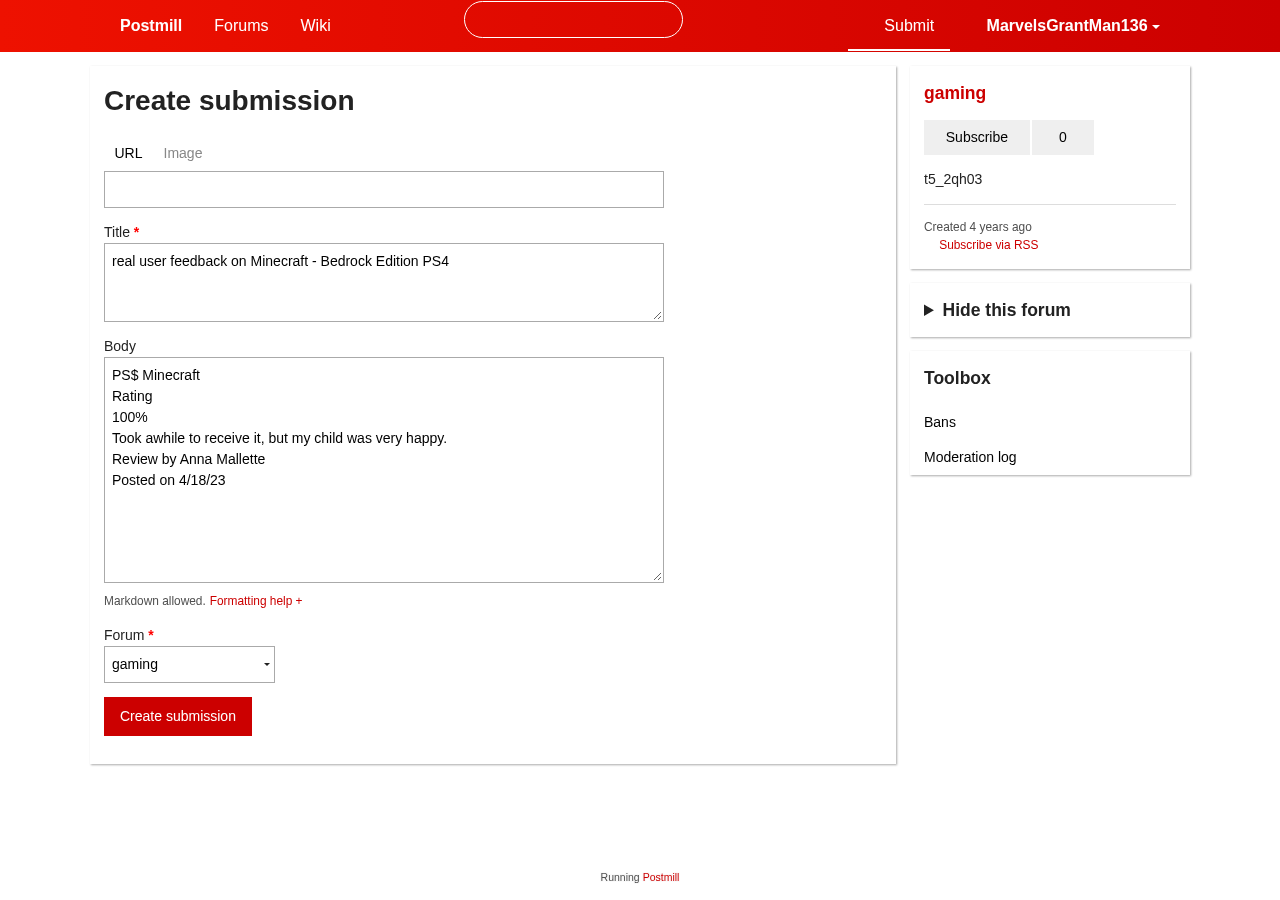 Postmill Forums Wiki Submit MarvelsGrantMan136
Create submission
URL Image
Title *
real user feedback on Minecraft - Bedrock Edition PS4
Body
PS$ Minecraft
Rating
100%
Took awhile to receive it, but my child was very happy.
Review by Anna Mallette
Posted on 4/18/23
Markdown allowed. Formatting help +
Forum *
gaming
Create submission
gaming
Subscribe 0
t5_2qh03
Created 4 years ago
Subscribe via RSS
Hide this forum
Toolbox
Bans
Moderation log
Running Postmill